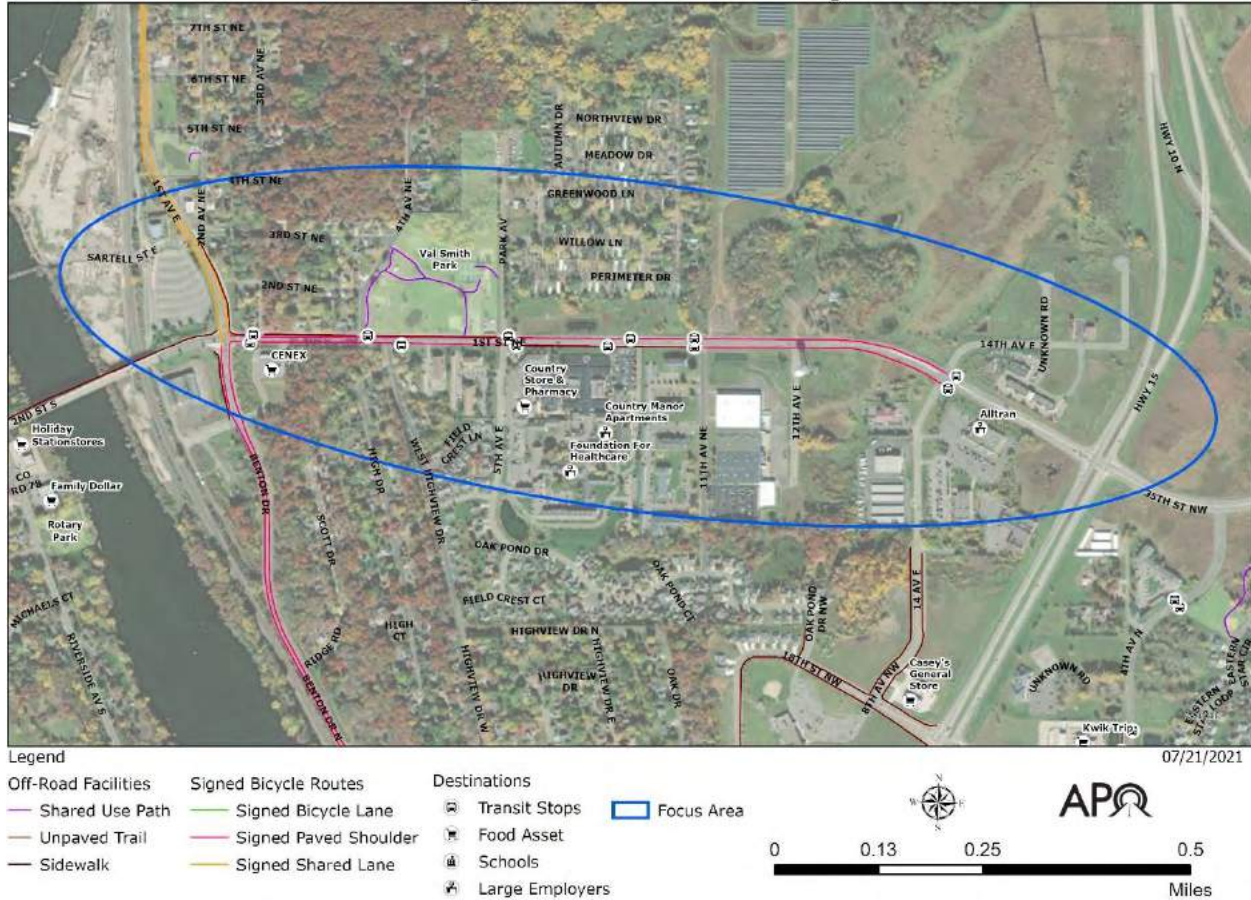 7TH ST NE
6TH ST NE
3RD AV NE
5TH ST NE
4TH ST NE
1ST AV E
2ND AV NE
3RD ST NE
4TH AV NE
SARTELL ST E
2ND ST NE
Val Smith
Park
PARK AV
AUTUMN DR
NORTHVIEW DR
MEADOW DR
GREENWOOD LN
WILLOW LN
PERIMETER DR
HWY 10 N
HWY 15
UNKNOWN RD
14TH AV E
1ST ST NE
CENEX
2ND ST S
Holiday
Stationstores
CO
RD 78
Family Dollar
Rotary
Park
MICHAELS CT
RIVERSIDE AV S
BENTON DR
SCOTT DR
HIGH DR
WEST HIGHVIEW DR
FIELD
CREST LN
5TH AV E
Country
Store &
Pharmacy
Country Manor
Apartments
Foundation For
Healthcare
11TH AV NE
12TH AV E
Alltran
35TH ST NW
OAK POND DR
FIELD CREST CT
OAK POND CT
HIGHVIEW DR N
HIGH
CT
RIDGE RD
BENTON DR N
HIGHVIEW DR W
HIGHVIEW
DR
HIGHVIEW DR E
OAK DR
OAK POND
DR NW
18TH ST NW
14 AV E
8TH AV NW
Casey's
General
Store
UNKNOWN RD
4TH AV N
EASTERN
STAR CIR
EASTERN
STAR LOOP
Kwik Trip
Legend
07/21/2021
Off-Road Facilities
Shared Use Path
Unpaved Trail
Sidewalk
Signed Bicycle Routes
Signed Bicycle Lane
Signed Paved Shoulder
Signed Shared Lane
Destinations
Transit Stops
Food Asset
Schools
Large Employers
Focus Area
N
W
E
S
APO
0
0.13
0.25
0.5
Miles